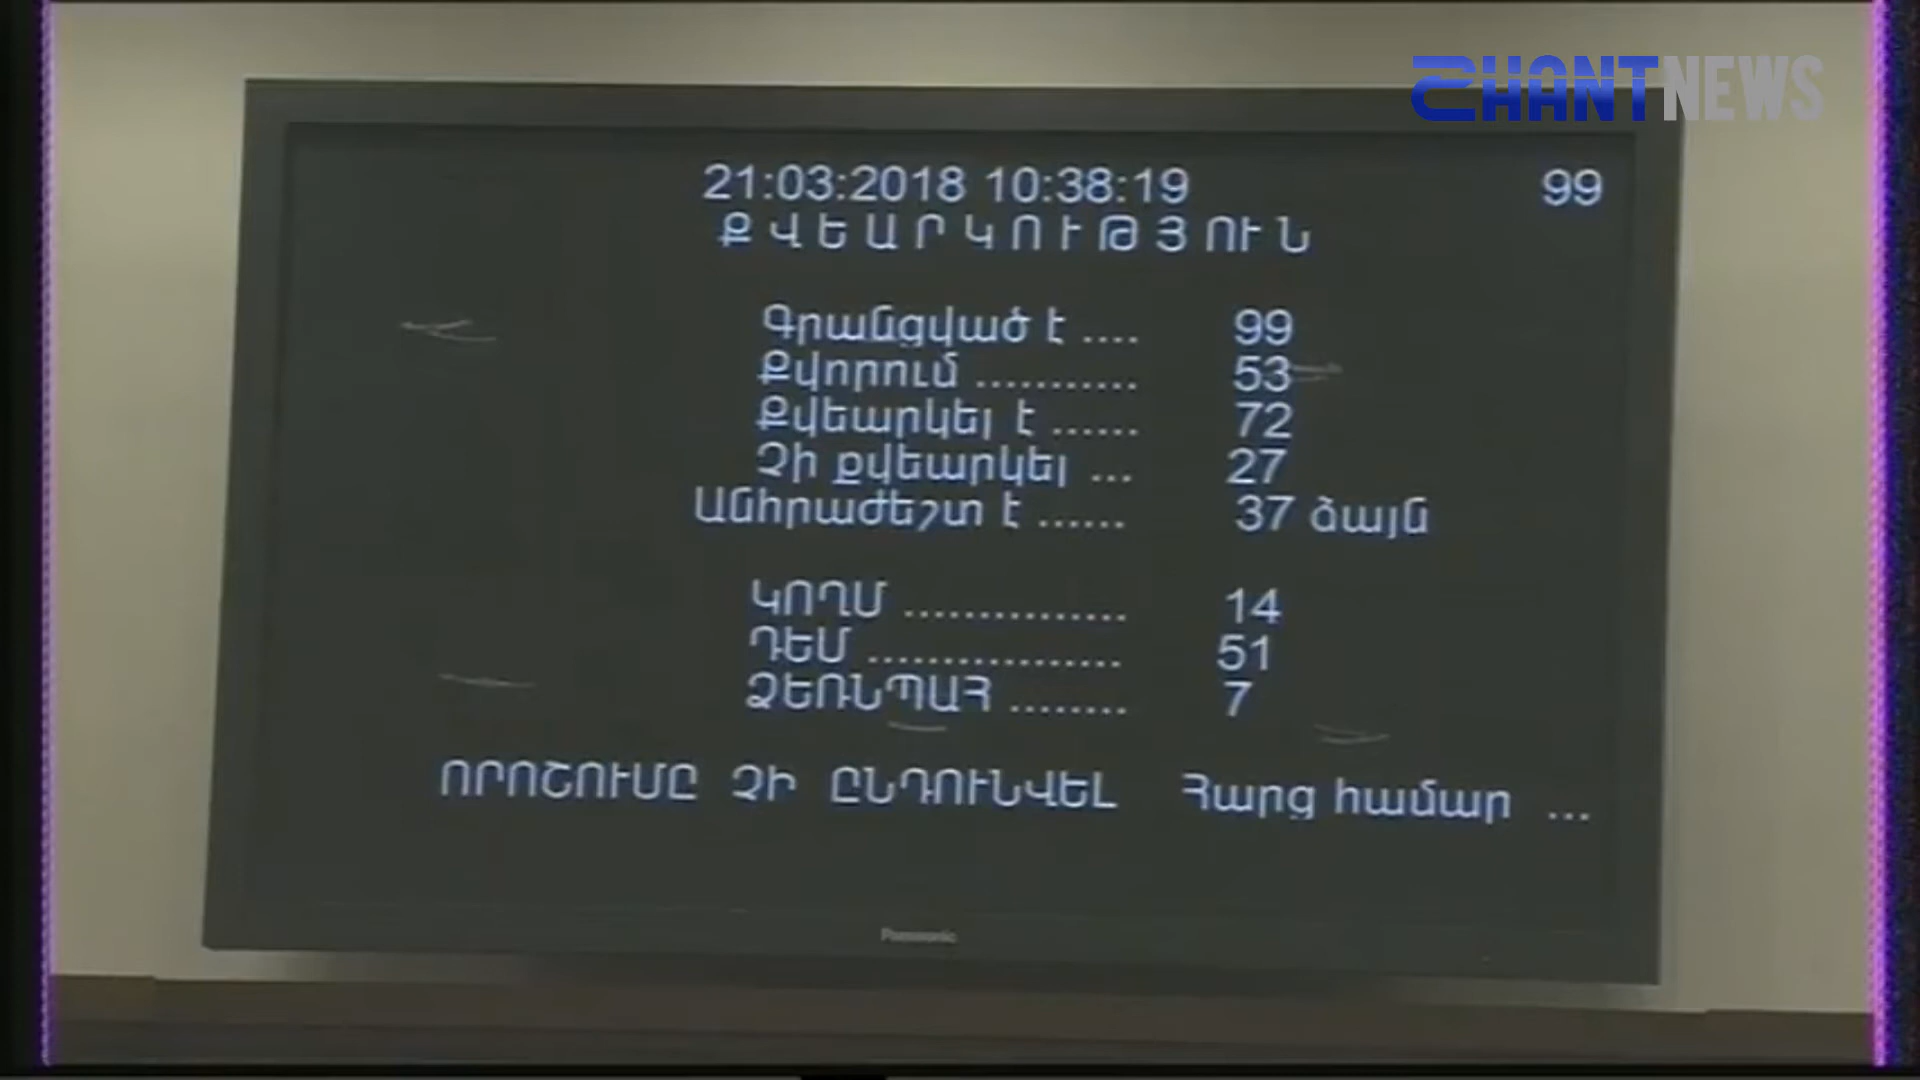 ՇHANTNEWS
21:03:2018 10:38:19 99
ՔՎԵԱՐԿՈՒԹՅՈՒՆ
Գրանցված է .... 99
Քվորում ........... 53
Քվեարկել է ...... 72
Չի քվեարկել ... 27
Անհրաժեշտ է ...... 37 ձայն
ԿՈՂՄ ............... 14
ԴԵՄ ................. 51
ՁԵՌՆՊԱՀ ........ 7
ՈՐՈՇՈՒՄԸ ՉԻ ԸՆԴՈՒՆՎԵԼ Հարց համար ...
Panasonic